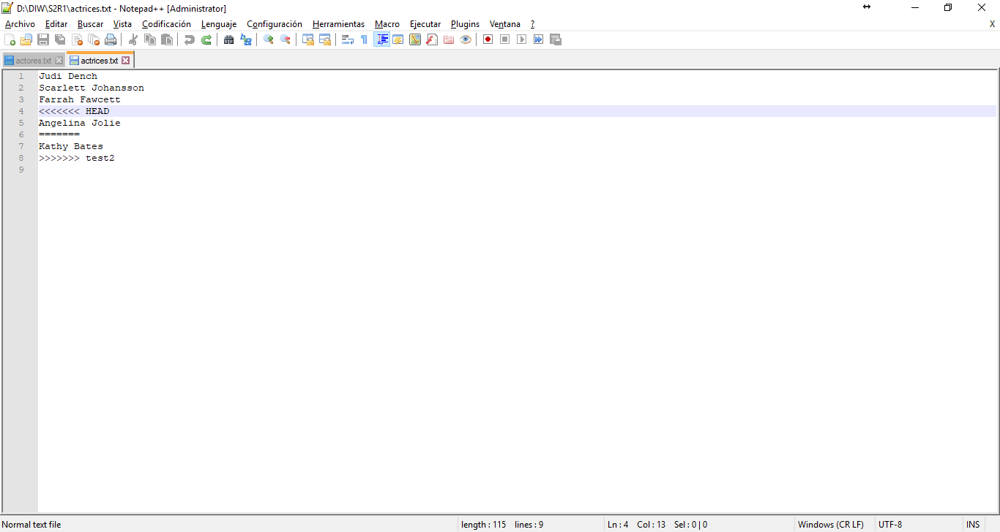 D:\DIW\S2R1\actrices.txt - Notepad++ [Administrator]
Archivo Editar Buscar Vista Codificación Lenguaje Configuración Herramientas Macro Ejecutar Plugins Ventana ? X
actores.txt actrices.txt
1 Judi Dench
2 Scarlett Johansson
3 Farrah Fawcett
4 <<<<<<< HEAD
5 Angelina Jolie
6 =======
7 Kathy Bates
8 >>>>>>> test2
9
Normal text file length : 115 lines : 9 Ln : 4 Col : 13 Sel : 0 | 0 Windows (CR LF) UTF-8 INS